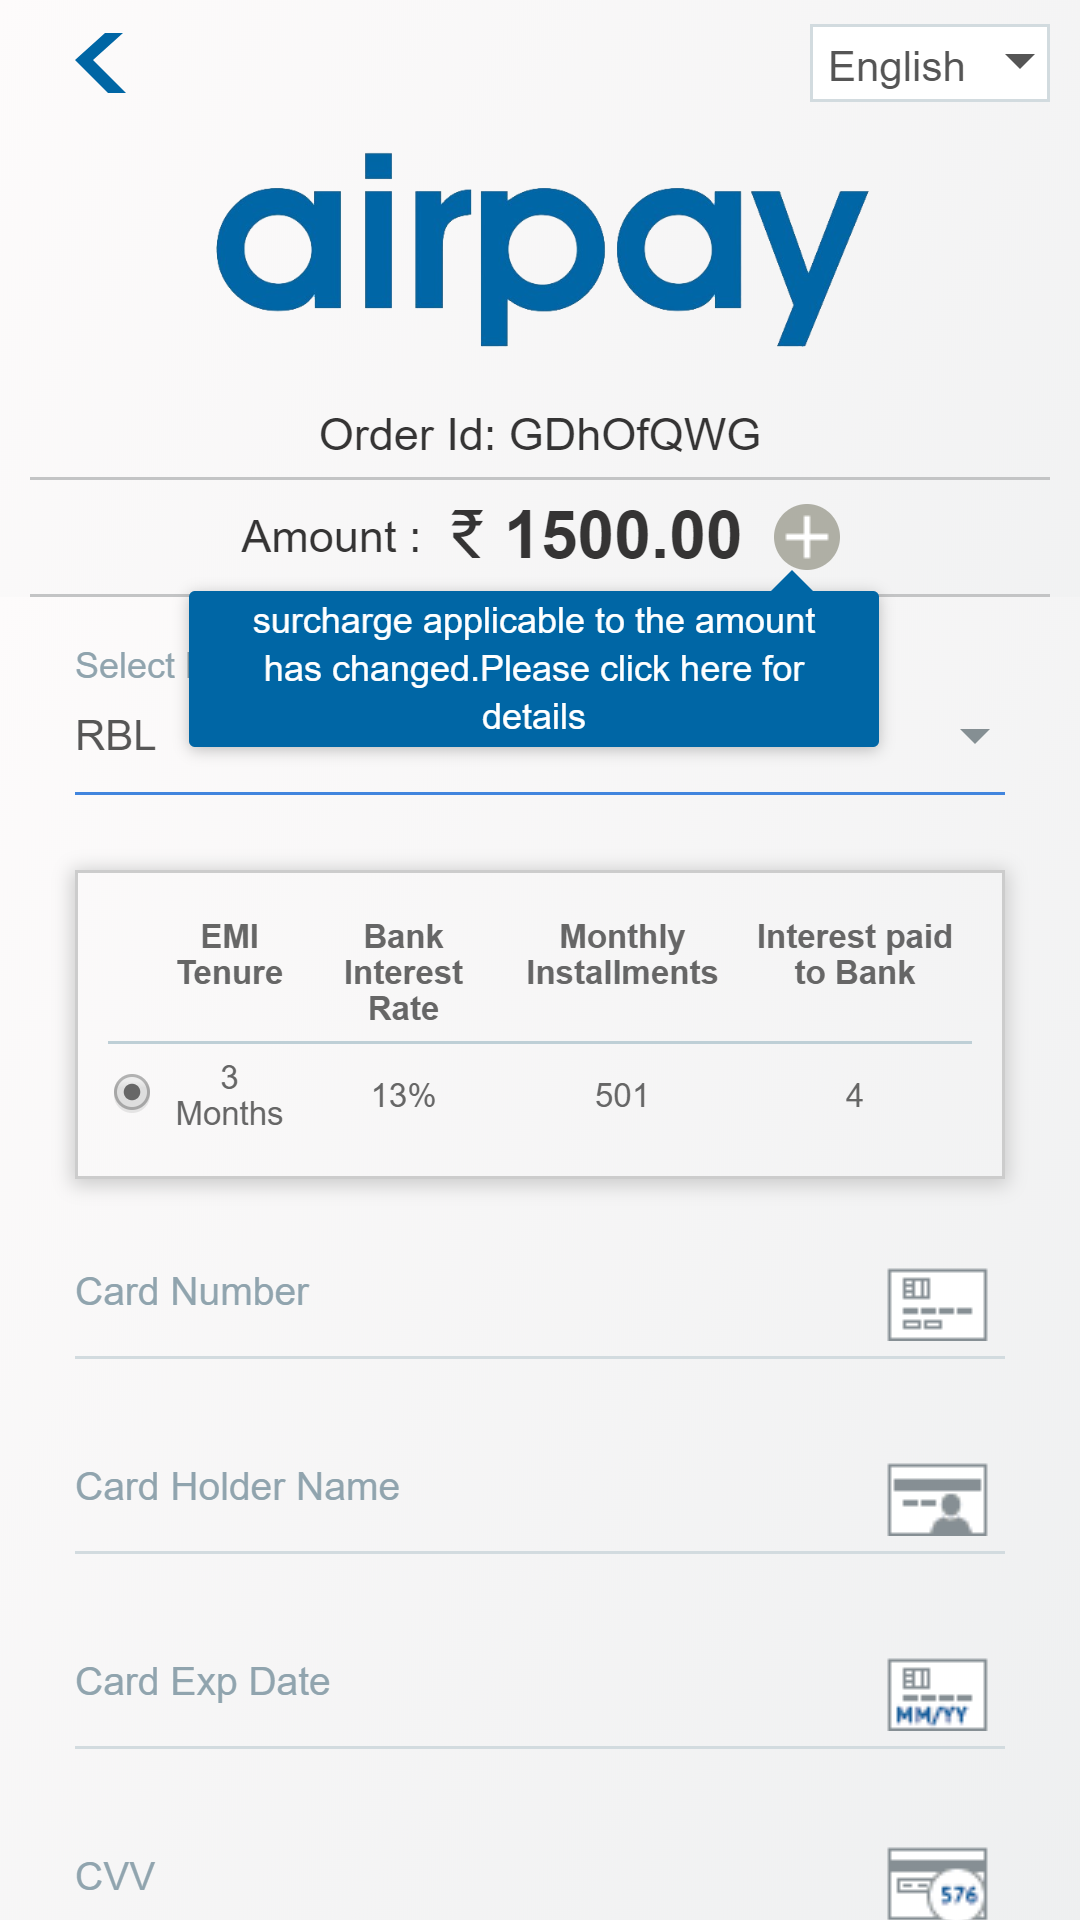 English
airpay
Order Id: GDhOfQWG
Amount : ₹ 1500.00
surcharge applicable to the amount
has changed.Please click here for
details
Select
RBL
EMI Tenure
Bank Interest Rate
Monthly Installments
Interest paid to Bank
3 Months
13%
501
4
Card Number
Card Holder Name
Card Exp Date
MM/YY
CVV
576